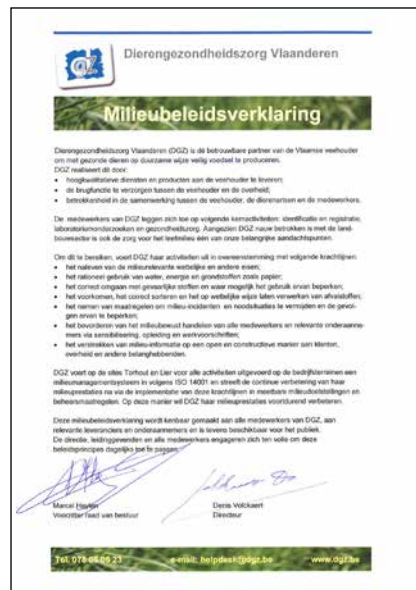 dgz
Dierengezondheidszorg Vlaanderen
Milieubeleidsverklaring
Dierengezondheidszorg Vlaanderen (DGZ) is dé betrouwbare partner van de Vlaamse veehouder
om met gezonde dieren op duurzame wijze veilig voedsel te produceren.
DGZ realiseert dit door:
• hoogkwalitatieve diensten en producten aan de veehouder te leveren;
• de brugfunctie te verzorgen tussen de veehouder en de overheid;
• betrokkenheid in de samenwerking tussen de veehouder, de dierenartsen en de medewerkers.
De medewerkers van DGZ leggen zich toe op volgende kernactiviteiten: identificatie en registratie,
laboratoriumonderzoeken en gezondheidszorg. Aangezien DGZ nauw betrokken is met de land-
bouwsector is ook de zorg voor het leefmilieu één van onze belangrijke aandachtspunten.
Om dit te bereiken, voert DGZ haar activiteiten uit in overeenstemming met volgende krachtlijnen:
• het naleven van de milieurelevante wettelijke en andere eisen;
• het rationeel gebruik van water, energie en grondstoffen zoals papier;
• het correct omgaan met gevaarlijke stoffen en waar mogelijk het gebruik ervan beperken;
• het voorkomen, het correct sorteren en het op wettelijke wijze laten verwerken van afvalstoffen;
• het nemen van maatregelen om milieu-incidenten en noodsituaties te vermijden en de gevol-
gen ervan te beperken;
• het bevorderen van het milieubewust handelen van alle medewerkers en relevante onderaanne-
mers via sensibilisering, opleiding en werkvoorschriften;
• het verstrekken van milieu-informatie op een open en constructieve manier aan klanten,
overheid en andere belanghebbenden.
DGZ voert op de sites Torhout en Lier voor alle activiteiten uitgevoerd op de bedrijfsterreinen een
milieumanagementsysteem in volgens ISO 14001 en streeft de continue verbetering van haar
milieuprestaties na via de implementatie van deze krachtlijnen in meetbare milieudoelstellingen en
beheersmaatregelen. Op deze manier wil DGZ haar milieuprestaties voortdurend verbeteren.
Deze milieubeleidsverklaring wordt kenbaar gemaakt aan alle medewerkers van DGZ, aan
relevante leveranciers en onderaannemers en is tevens beschikbaar voor het publiek.
De directie, leidinggevenden en alle medewerkers engageren zich ten volle om deze
beleidsprincipes dagelijks toe te passen.
Marcel Heylen Denis Volckaert
Voorzitter raad van bestuur Directeur
Tel. 078 05 05 23 e-mail: helpdesk@dgz.be www.dgz.be